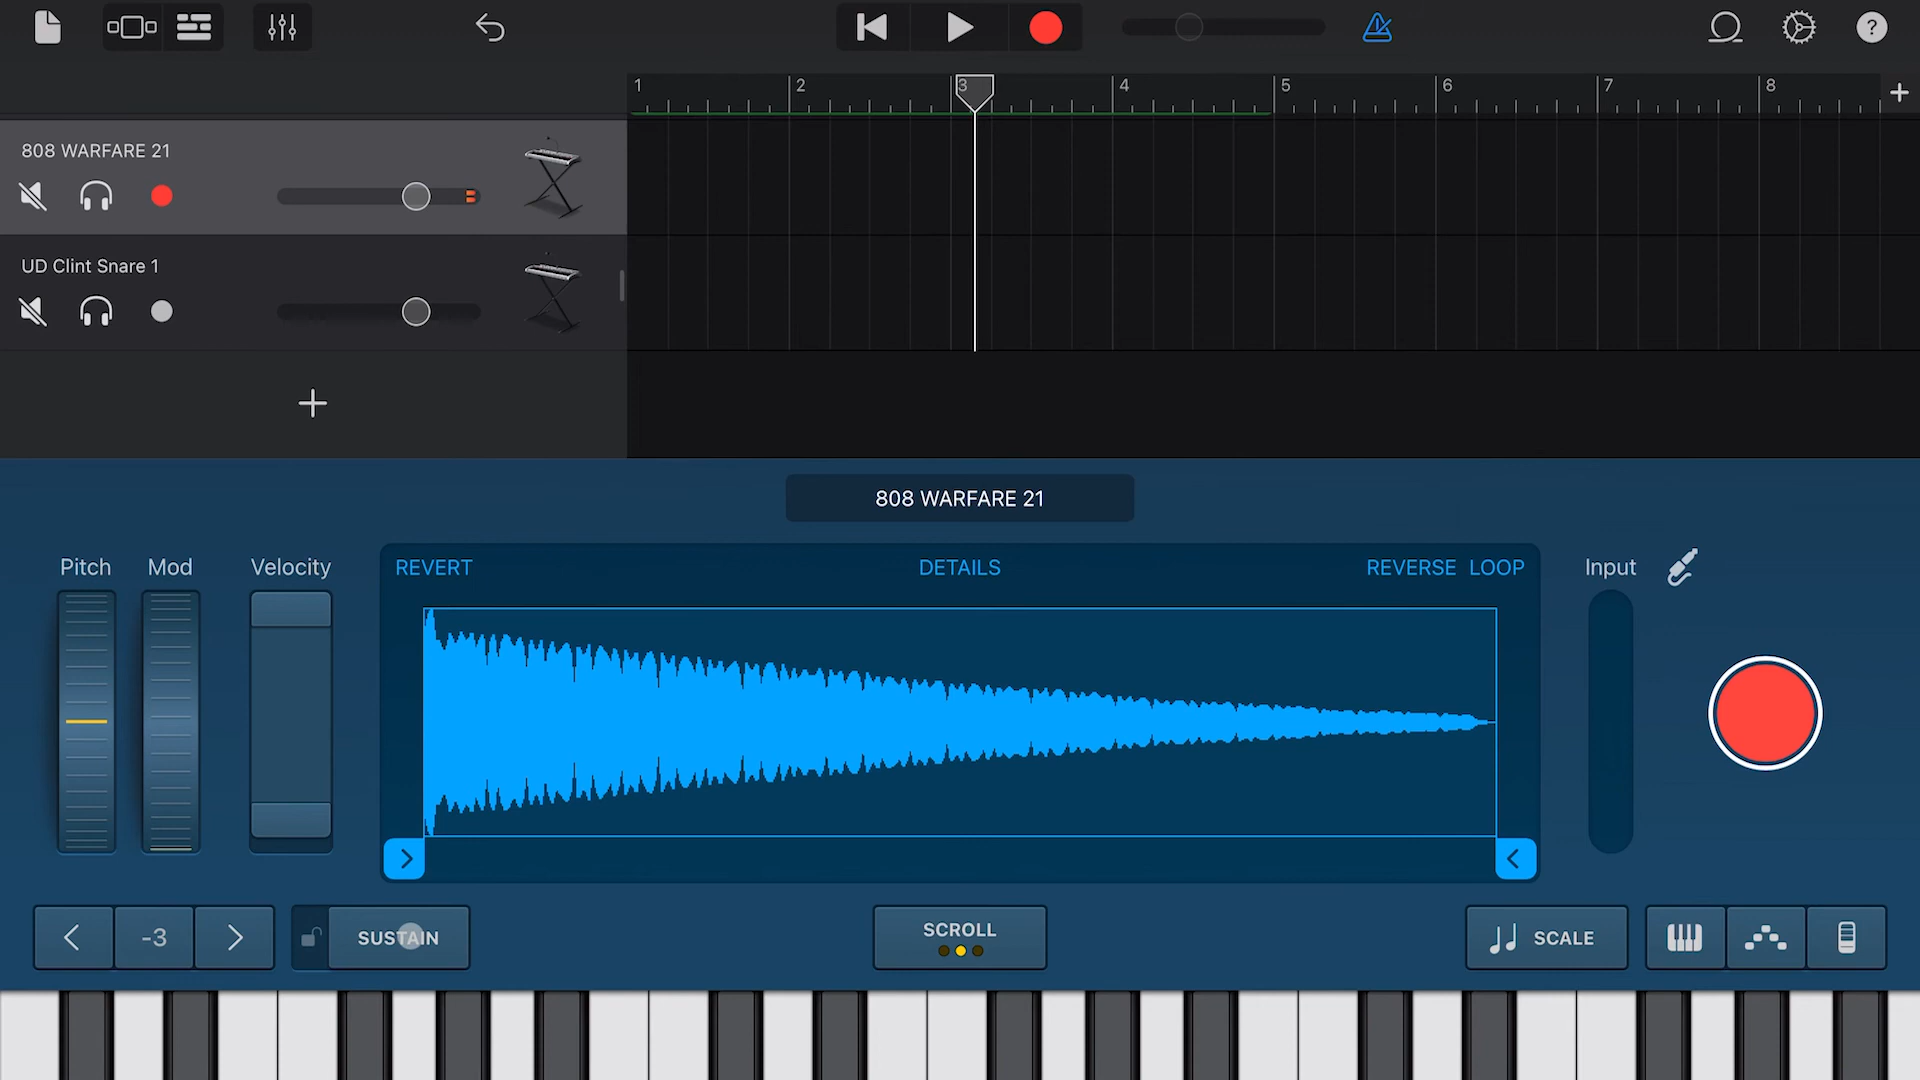 ?
1 2 3 4 5 6 7 8
808 WARFARE 21
UD Clint Snare 1
808 WARFARE 21
Pitch Mod Velocity
REVERT DETAILS REVERSE LOOP
Input
-3
SUSTAIN
SCROLL
SCALE